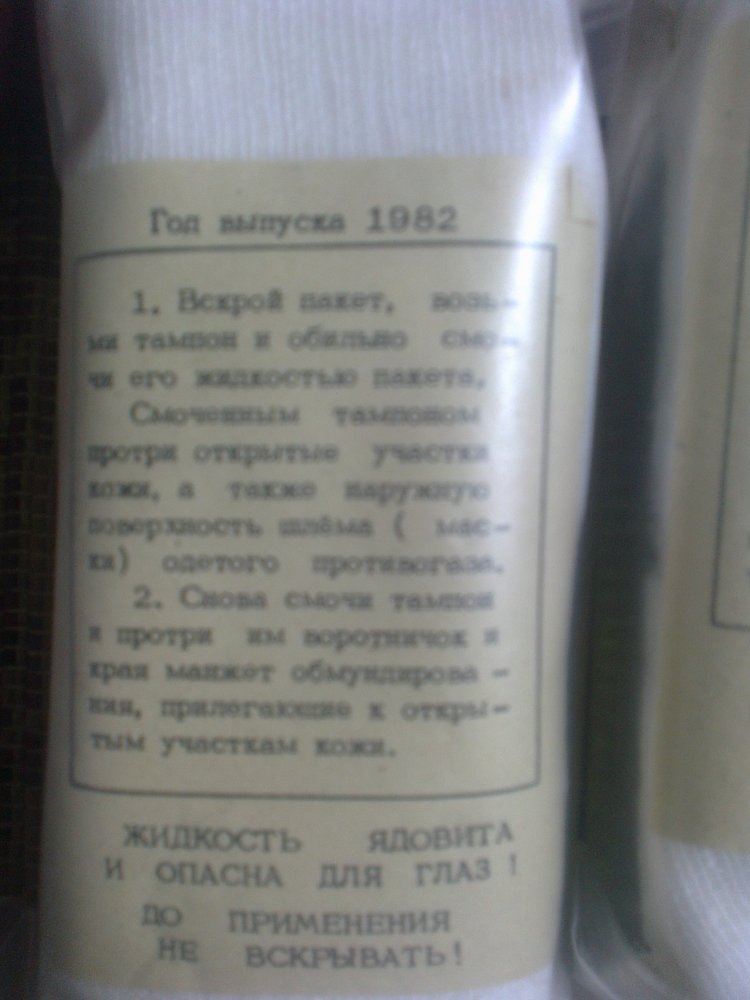 Год выпуска 1982
1. Вскрой пакет, возь-
ми тампон и обильно смо-
чи его жидкостью пакета.
Смоченным тампоном
протри открытые участки
кожи, а также наружную
поверхность шлёма ( мас-
ки) одетого противогаза.
2. Снова смочи тампон
и протри им воротничок и
края манжет обмундирова -
ния, прилегающие к откры-
тым участкам кожи.
ЖИДКОСТЬ ЯДОВИТА
И ОПАСНА ДЛЯ ГЛАЗ !
ДО ПРИМЕНЕНИЯ
НЕ ВСКРЫВАТЬ!